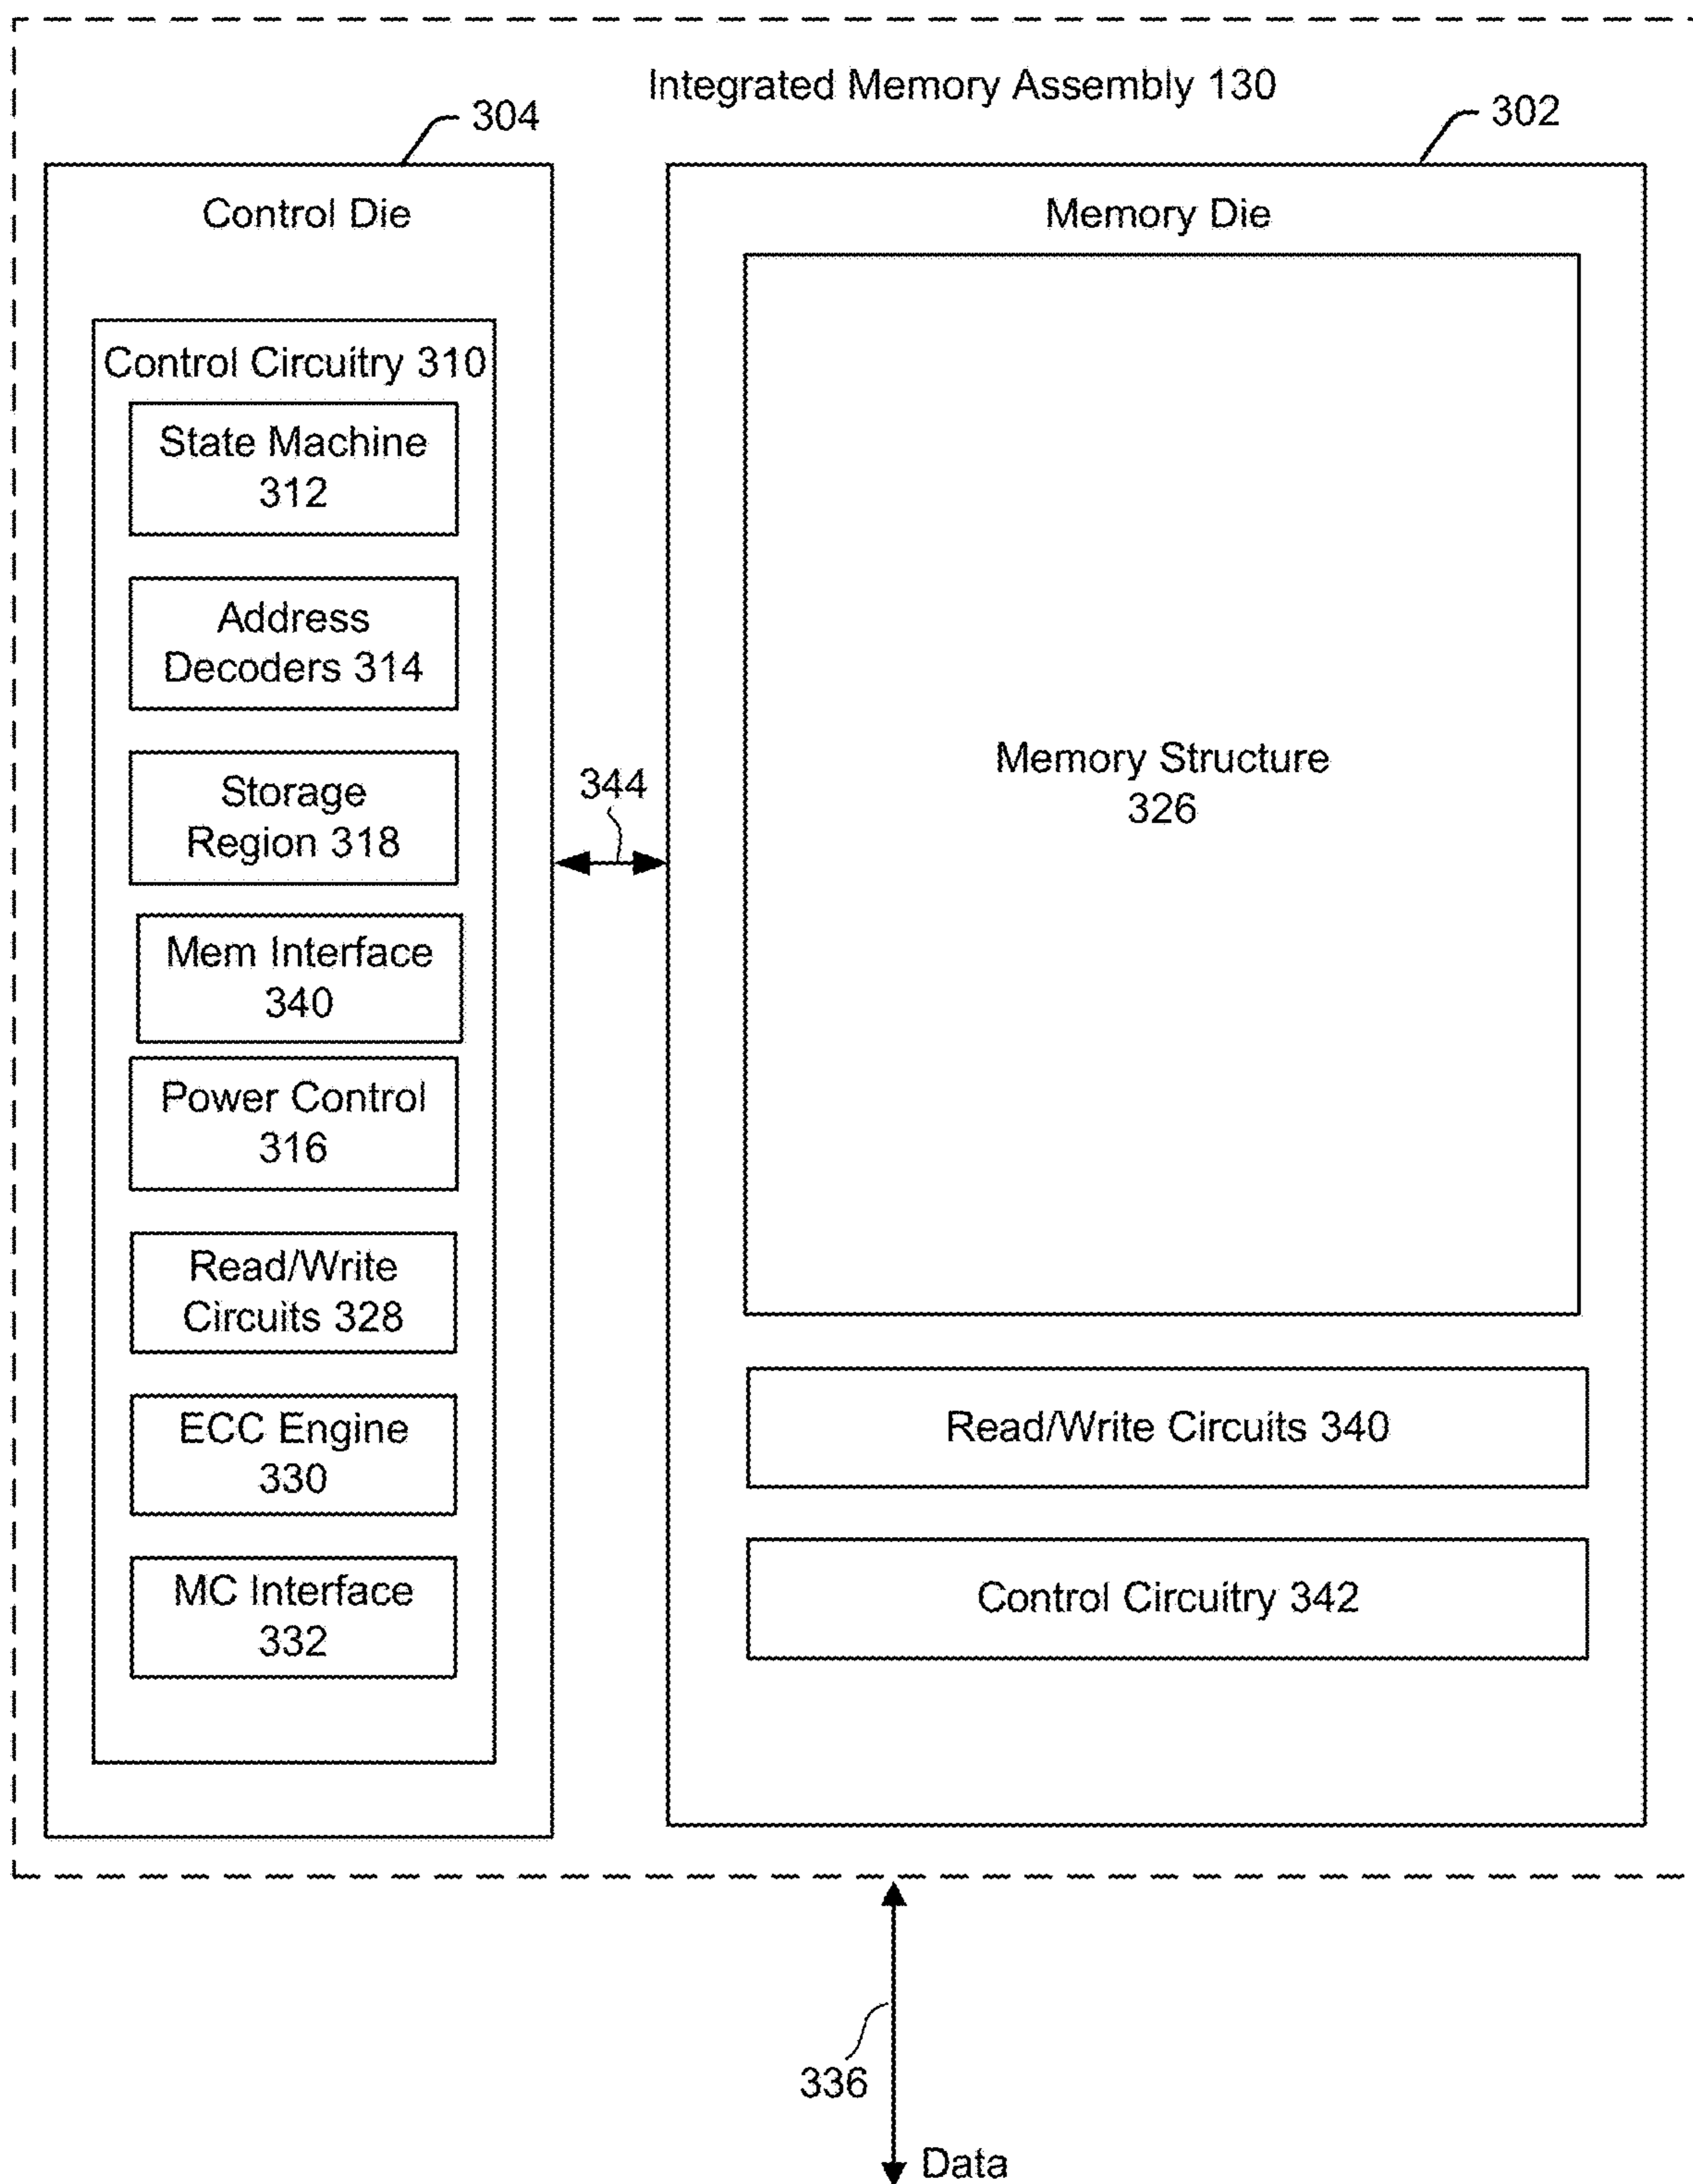 Integrated Memory Assembly 130
304
302
Control Die
Memory Die
Control Circuitry 310
State Machine
312
Address
Decoders 314
Storage
Region 318
Mem Interface
340
Power Control
316
Read/Write
Circuits 328
ECC Engine
330
MC Interface
332
344
Memory Structure
326
Read/Write Circuits 340
Control Circuitry 342
336
Data